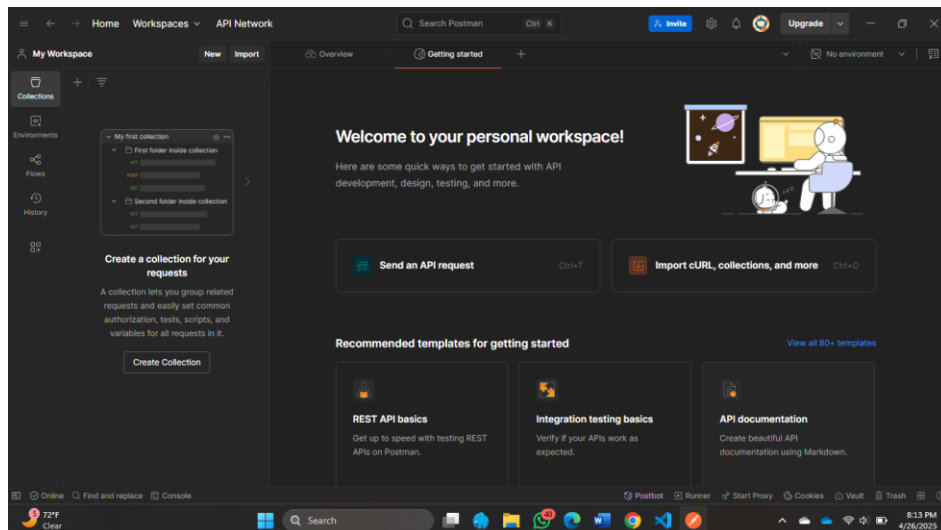 Home Workspaces API Network Search Postman Ctrl K Invite Upgrade
My Workspace New Import Overview Getting started No environment
Collections
Environments
Flows
History
My first collection
First folder inside collection
GET
POST
GET
Second folder inside collection
GET
GET
Create a collection for your
requests
A collection lets you group related
requests and easily set common
authorization, tests, scripts, and
variables for all requests in it.
Create Collection
Welcome to your personal workspace!
Here are some quick ways to get started with API
development, design, testing, and more.
Send an API request Ctrl+T
Import cURL, collections, and more Ctrl+O
Recommended templates for getting started View all 80+ templates
REST API basics
Get up to speed with testing REST
APIs on Postman.
Integration testing basics
Verify if your APIs work as
expected.
API documentation
Create beautiful API
documentation using Markdown.
Online Find and replace Console Postbot Runner Start Proxy Cookies Vault Trash
5 72°F
Clear
Search
40
8:13 PM
4/26/2025